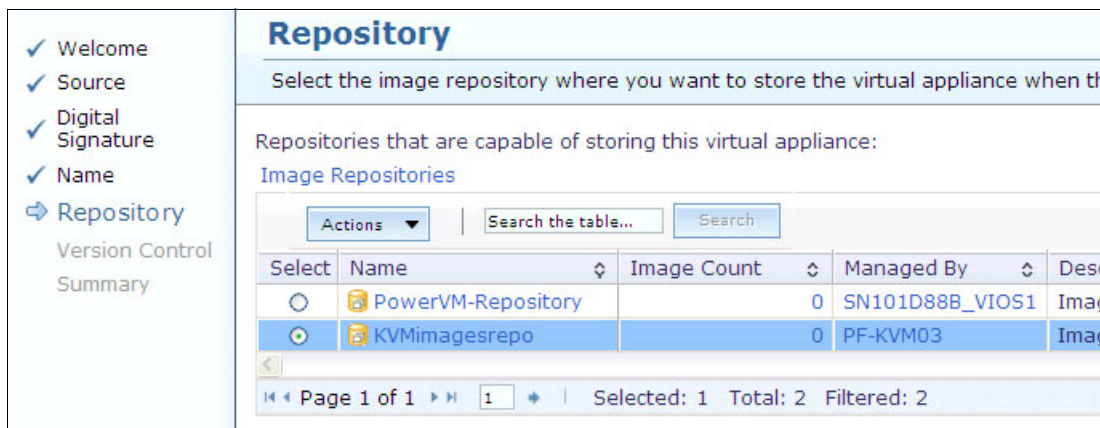 Welcome
Source
Digital
Signature
Name
Repository
Version Control
Summary
Repository
Select the image repository where you want to store the virtual appliance when th
Repositories that are capable of storing this virtual appliance:
Image Repositories
Actions Search the table... Search
Select Name Image Count Managed By Desc
PowerVM-Repository 0 SN101D88B_VIOS1 Imag
KVMimagesrepo 0 PF-KVM03 Imag
Page 1 of 1 1 Selected: 1 Total: 2 Filtered: 2